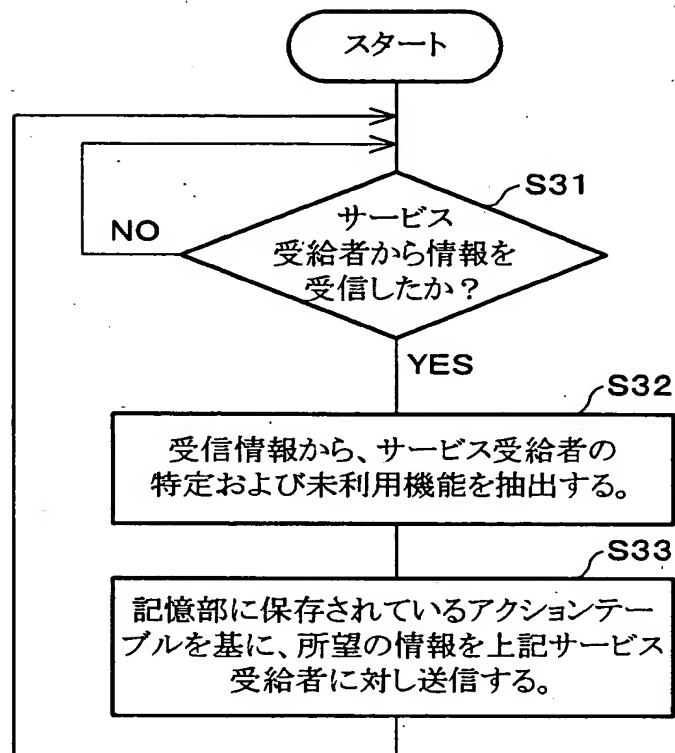 スタート
S31
サービス
受給者から情報を
受信したか?
NO
YES
S32
受信情報から、サービス受給者の
特定および未利用機能を抽出する。
S33
記憶部に保存されているアクションテー
ブルを基に、所望の情報を上記サービス
受給者に対し送信する。